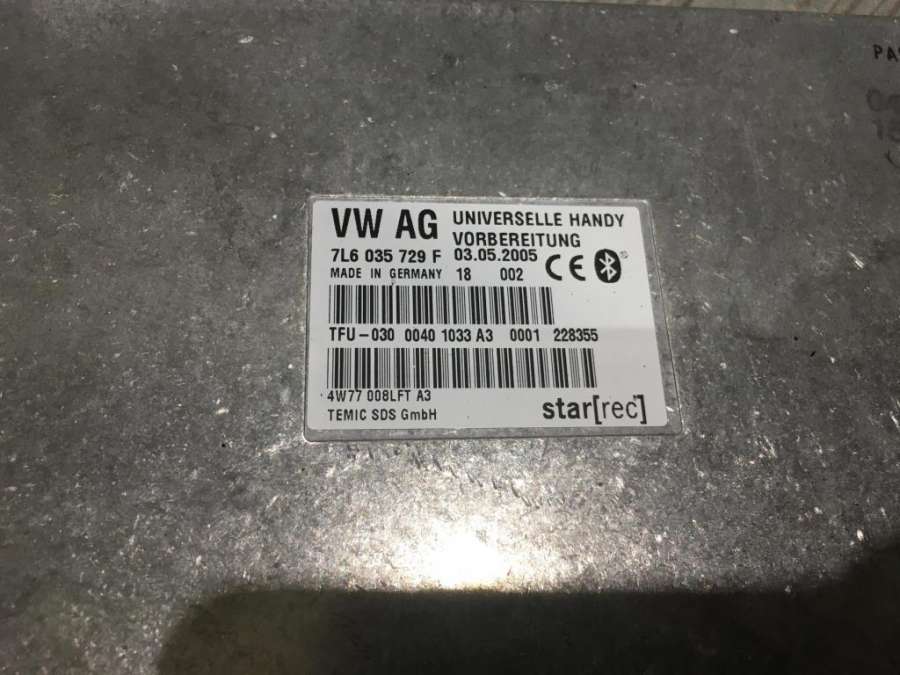 VW AG UNIVERSELLE HANDY
VORBEREITUNG
7L6 035 729 F 03.05.2005
MADE IN GERMANY 18 002 CE
TFU-030 0040 1033 A3 0001 228355
4W77 008LFT A3
TEMIC SDS GmbH star[rec]